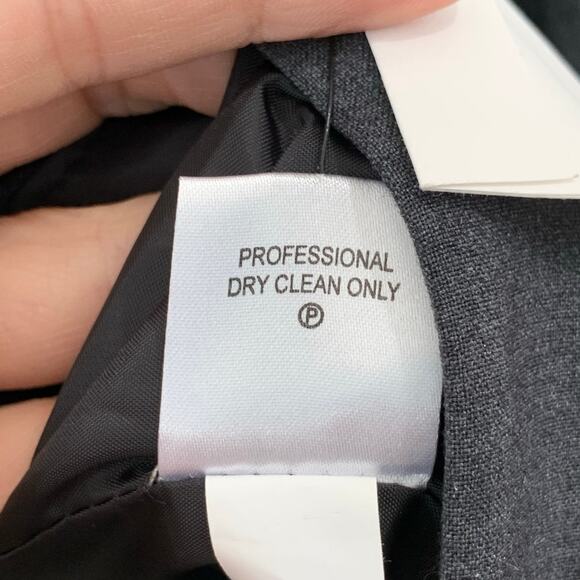 PROFESSIONAL
DRY CLEAN ONLY
Ⓟ